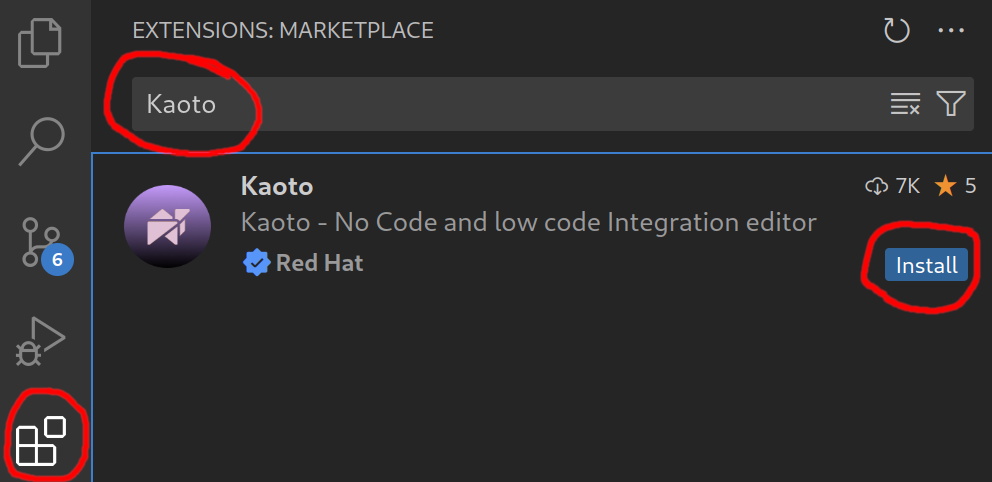 EXTENSIONS: MARKETPLACE
Kaoto
Kaoto
7K
5
Kaoto - No Code and low code Integration editor
Red Hat
Install
6